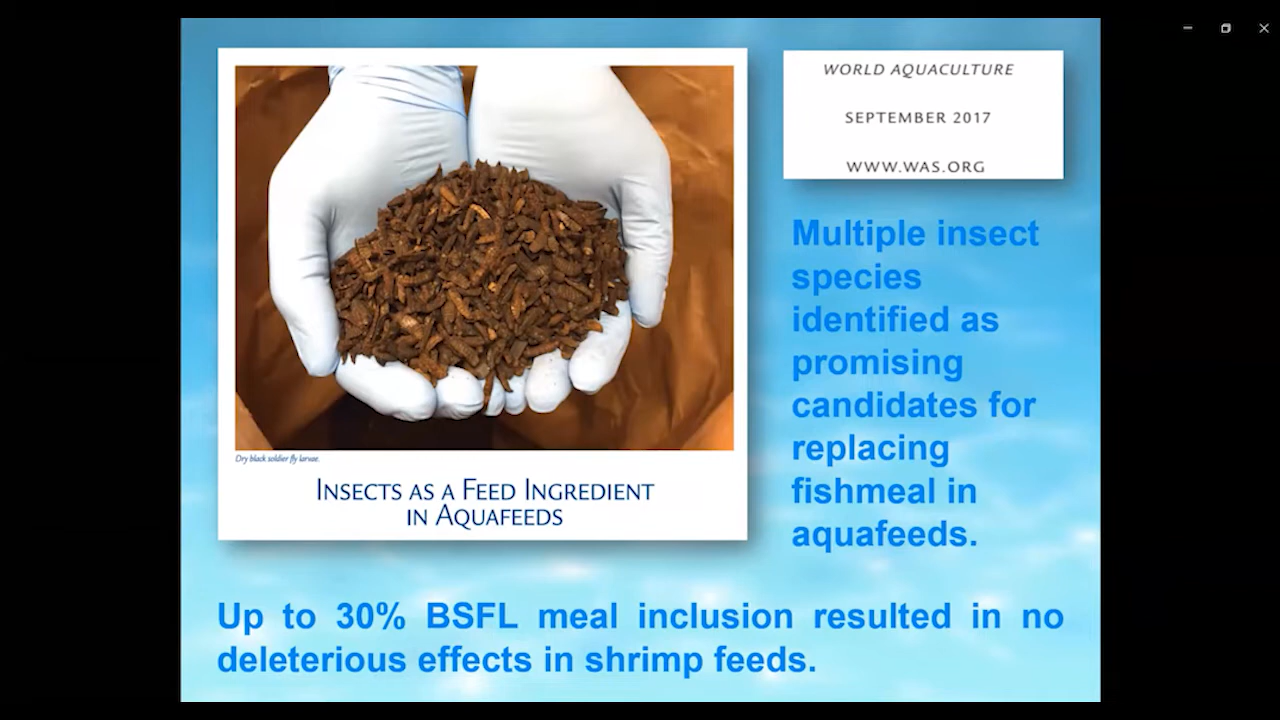 WORLD AQUACULTURE
SEPTEMBER 2017
WWW.WAS.ORG
Multiple insect
species
identified as
promising
candidates for
replacing
fishmeal in
aquafeeds.
Dry black soldier fly larvae.
INSECTS AS A FEED INGREDIENT
IN AQUAFEEDS
Up to 30% BSFL meal inclusion resulted in no
deleterious effects in shrimp feeds.